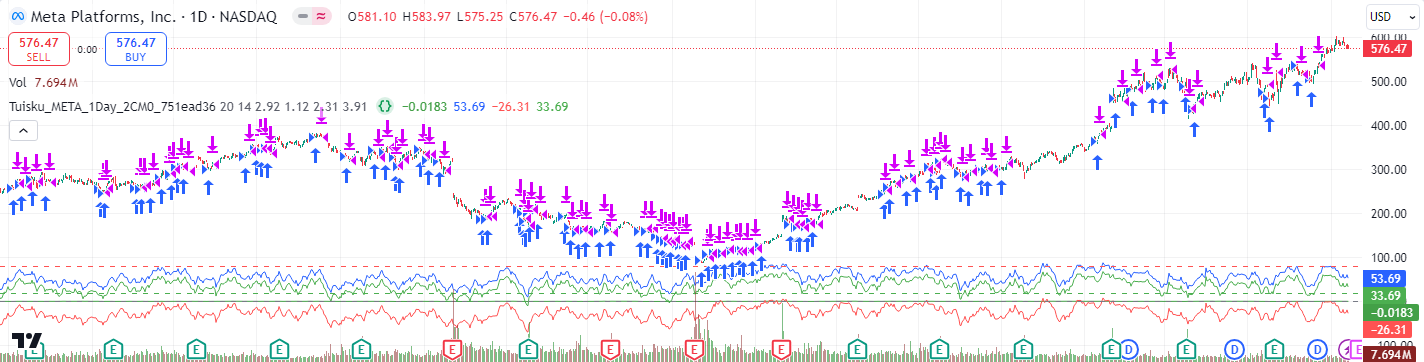 Meta Platforms, Inc. · 1D · NASDAQ O581.10 H583.97 L575.25 C576.47 −0.46 (−0.08%)
USD
576.47 SELL
0.00
576.47 BUY
Vol 7.694M
Tuisku_META_1Day_2CM0_751ead36 20 14 2.92 1.12 2.31 3.91 {} −0.0183 53.69 −26.31 33.69
600.00
576.47
500.00
400.00
300.00
200.00
100.00
53.69
33.69
−0.0183
−26.31
7.694M
E E E E E E E E E E E E E E D E D E D E